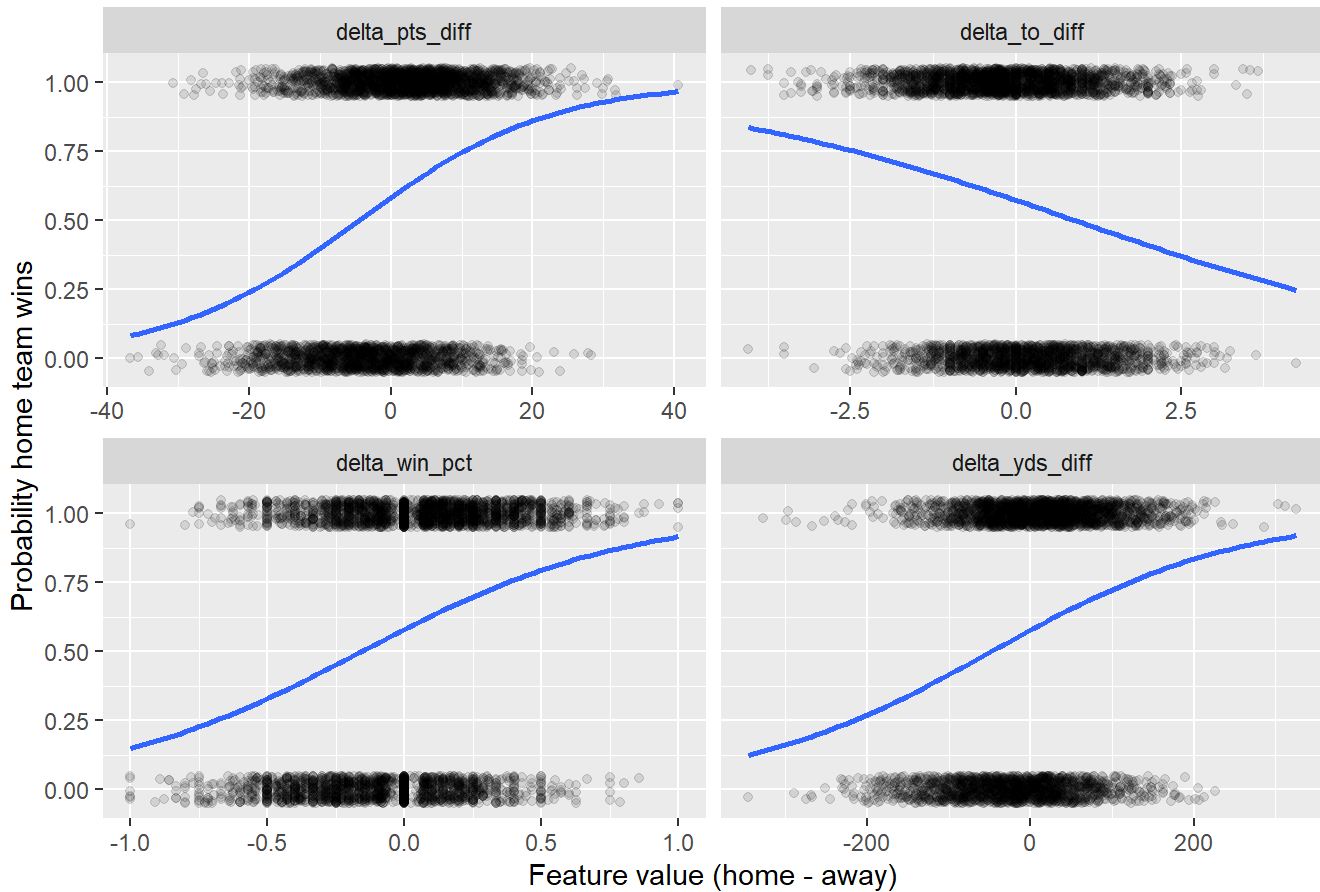 delta_pts_diff
delta_to_diff
1.00
0.75
0.50
0.25
0.00
-40 -20 0 20 40
-2.5 0.0 2.5
delta_win_pct
delta_yds_diff
1.00
0.75
0.50
0.25
0.00
-1.0 -0.5 0.0 0.5 1.0
-200 0 200
Probability home team wins
Feature value (home - away)